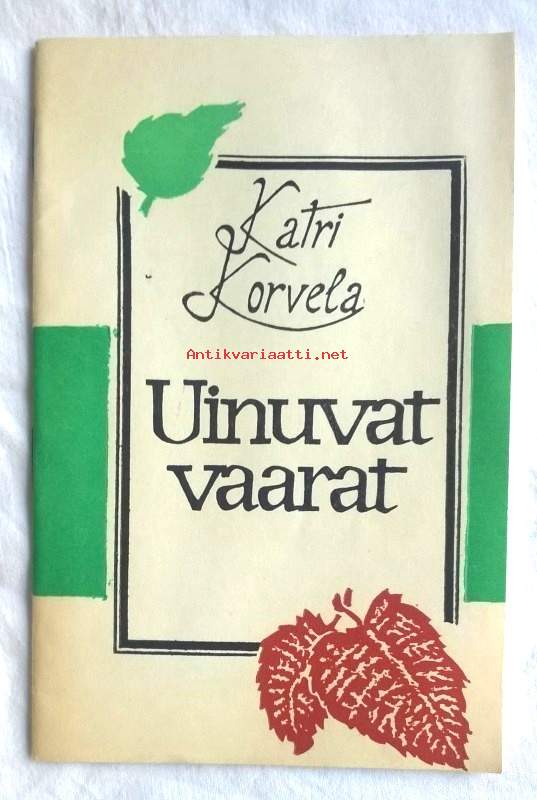 Katri
Korvela
Antikvariaatti.net
Uinuvat
vaarat